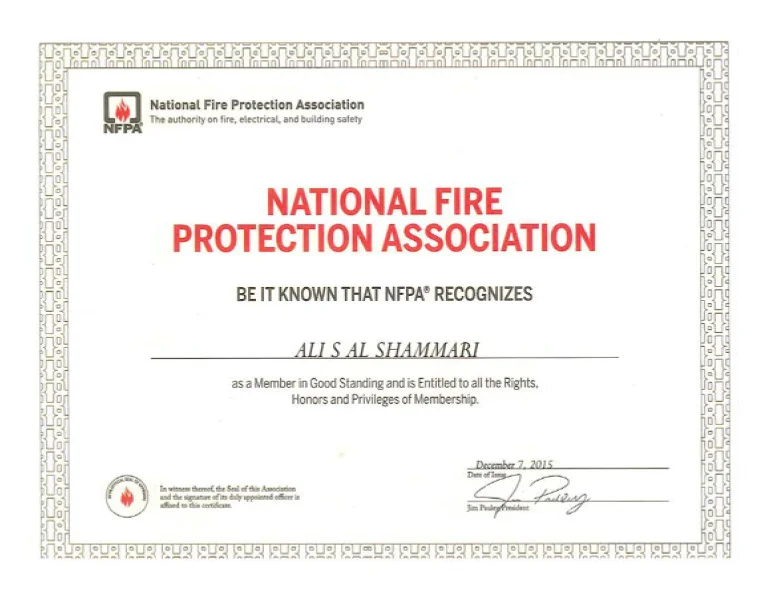 NFPA®
National Fire Protection Association
The authority on fire, electrical, and building safety
NATIONAL FIRE
PROTECTION ASSOCIATION
BE IT KNOWN THAT NFPA® RECOGNIZES
ALI S AL SHAMMARI
as a Member in Good Standing and is Entitled to all the Rights,
Honors and Privileges of Membership.
December 7, 2015
Date of Issue
In witness thereof, the Seal of this Association
and the signature of its duly appointed officer is
affixed to this certificate.
Jim Pauley
Jim Pauley President